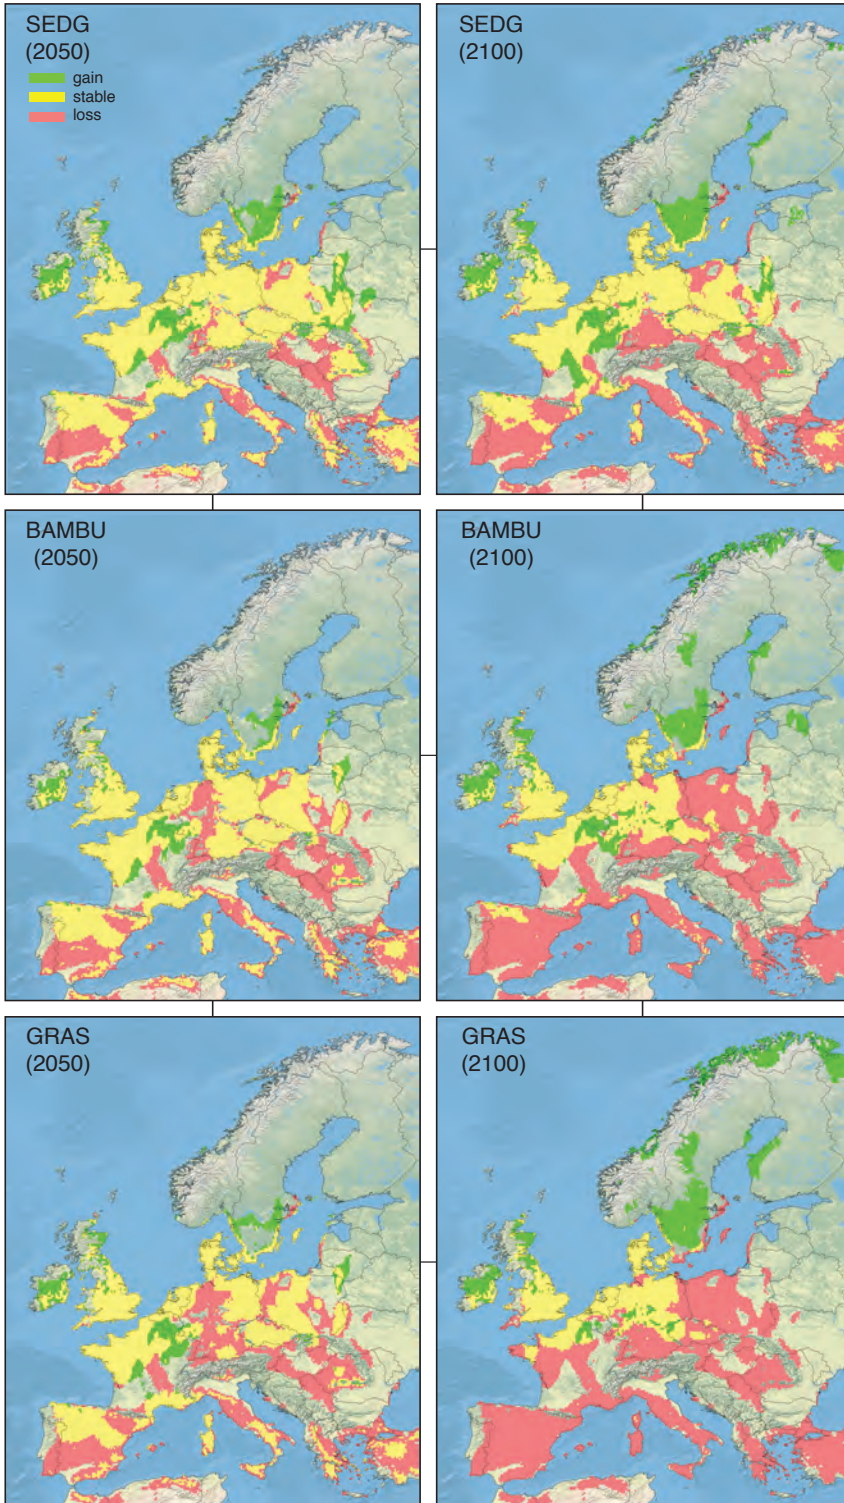 SEDG
(2050)
gain
stable
loss
SEDG
(2100)
BAMBU
(2050)
BAMBU
(2100)
GRAS
(2050)
GRAS
(2100)